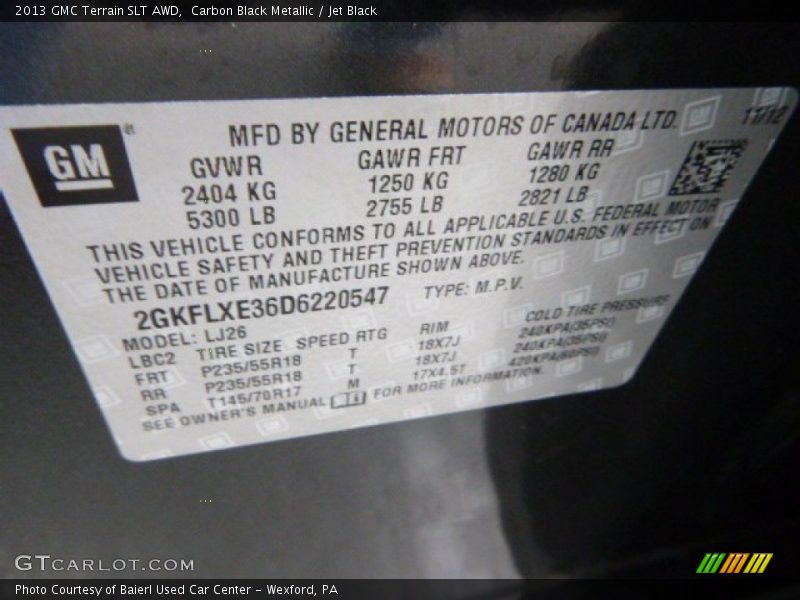 2013 GMC Terrain SLT AWD,  Carbon Black Metallic / Jet Black
GM®
MFD BY GENERAL MOTORS OF CANADA LTD. 11/12
GVWR GAWR FRT GAWR RR
2404 KG 1250 KG 1280 KG
5300 LB 2755 LB 2821 LB
THIS VEHICLE CONFORMS TO ALL APPLICABLE U.S. FEDERAL MOTOR
VEHICLE SAFETY AND THEFT PREVENTION STANDARDS IN EFFECT ON
THE DATE OF MANUFACTURE SHOWN ABOVE.
2GKFLXE36D6220547 TYPE: M.P.V.
MODEL: LJ26
LBC2 TIRE SIZE SPEED RTG RIM COLD TIRE PRESSURE
FRT P235/55R18 T 18X7J 240KPA(35PSI)
RR P235/55R18 T 18X7J 240KPA(35PSI)
SPA T145/70R17 M 17X4.5T 420KPA(60PSI)
SEE OWNER'S MANUAL FOR MORE INFORMATION.
GTCARLOT.COM
Photo Courtesy of Baierl Used Car Center - Wexford, PA